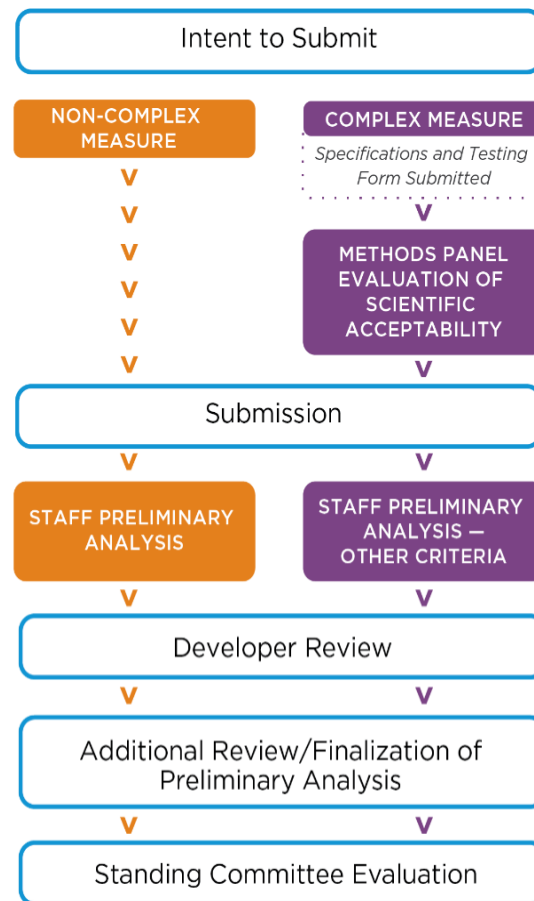 Intent to Submit
NON-COMPLEX
MEASURE
COMPLEX MEASURE
Specifications and Testing
Form Submitted
METHODS PANEL
EVALUATION OF
SCIENTIFIC
ACCEPTABILITY
Submission
STAFF PRELIMINARY
ANALYSIS
STAFF PRELIMINARY
ANALYSIS —
OTHER CRITERIA
Developer Review
Additional Review/Finalization of
Preliminary Analysis
Standing Committee Evaluation